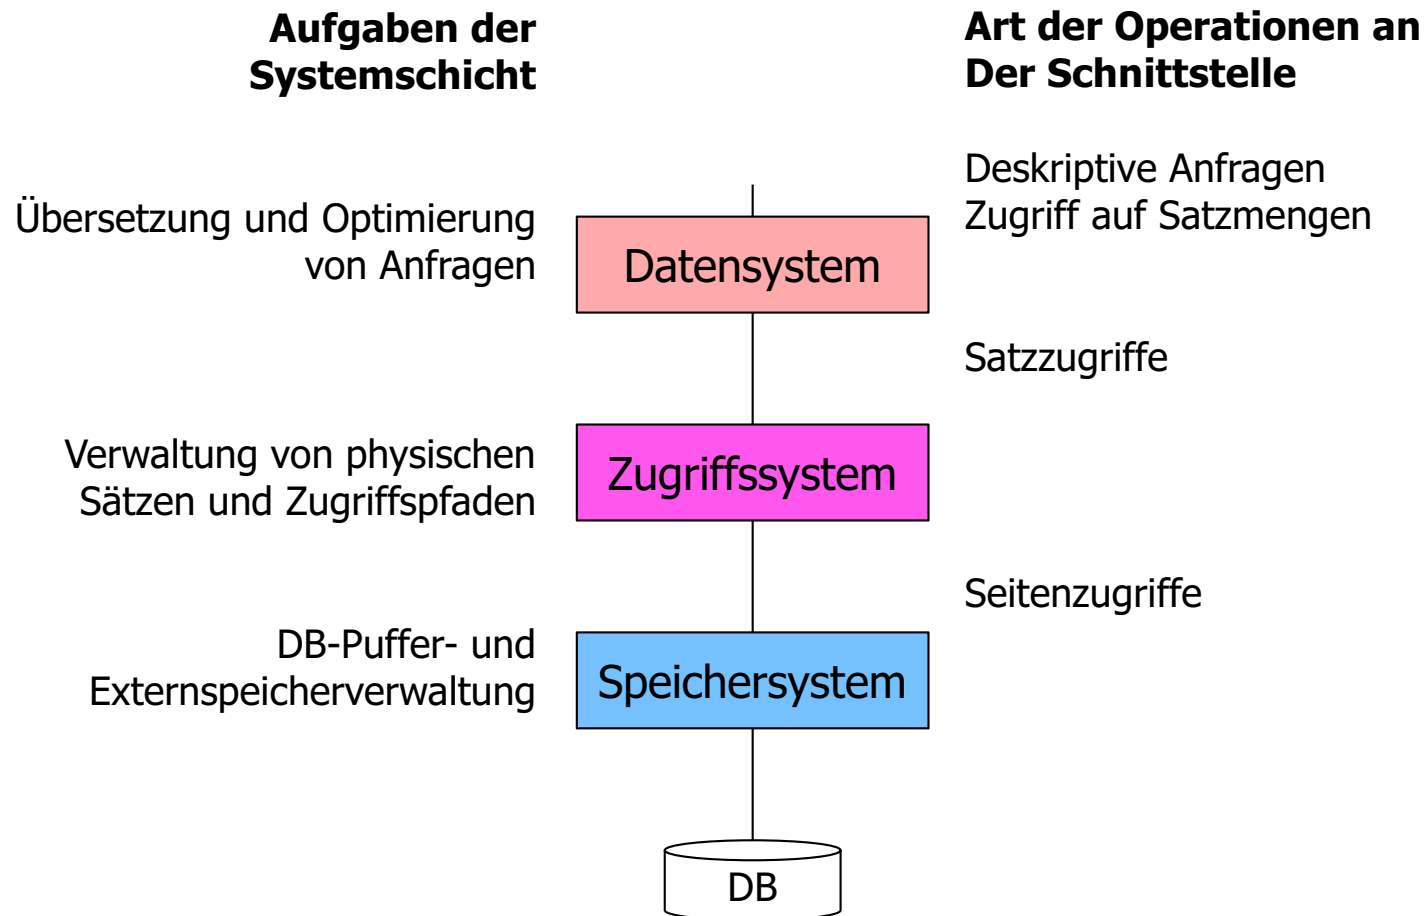 Aufgaben der
Systemschicht
Art der Operationen an
Der Schnittstelle
Deskriptive Anfragen
Zugriff auf Satzmengen
Übersetzung und Optimierung
von Anfragen
Datensystem
Satzzugriffe
Verwaltung von physischen
Sätzen und Zugriffspfaden
Zugriffssystem
Seitenzugriffe
DB-Puffer- und
Externspeicherverwaltung
Speichersystem
DB